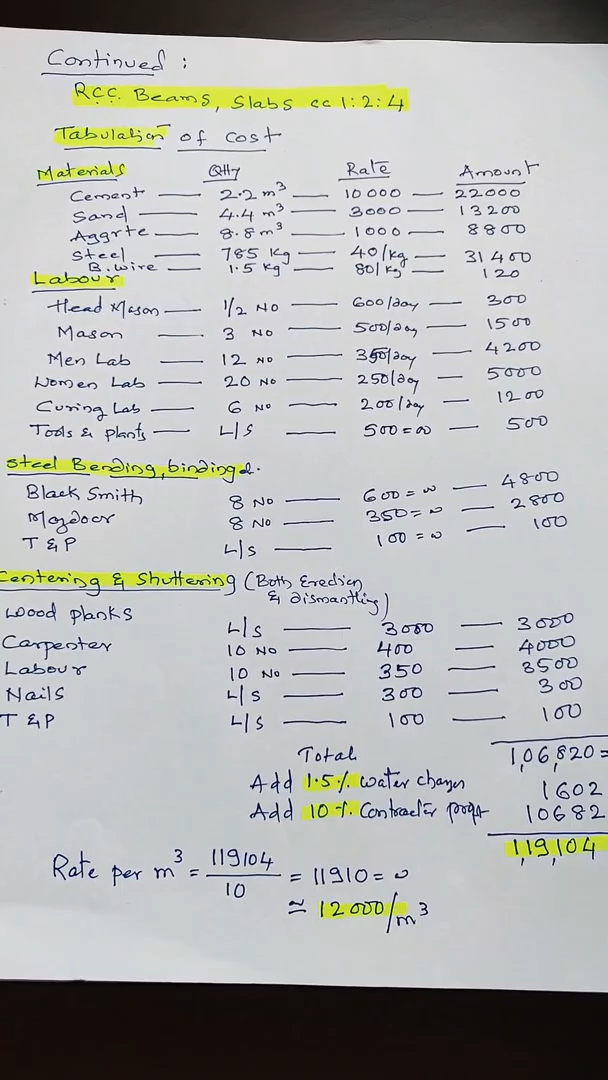 Continued :
R.C.C. Beams, Slabs cc 1:2:4
Tabulation of cost
Materials Qtty Rate Amount
Cement — 2.2 m³ — 10000 — 22000
Sand — 4.4 m³ — 3000 — 13200
Aggrte — 8.8 m³ — 1000 — 8800
Steel — 785 kg — 40/kg — 31400
B.wire — 1.5 kg — 80/kg — 120
Labour
Head Mason — 1/2 No — 600/day — 300
Mason — 3 No — 500/day — 1500
Men Lab — 12 No — 350/day — 4200
Women Lab — 20 No — 250/day — 5000
Curing Lab — 6 No — 200/day — 1200
Tools & plants — L/S — 500=00 — 500
Steel Bending, binding
Black Smith 8 No — 600=00 — 4800
Mazdoor 8 No — 350=00 — 2800
T & P L/S — 100=00 — 100
Centering & Shuttering (Both Erection
& dismantling)
Wood planks L/S — 3000 — 3000
Carpenter 10 No — 400 — 4000
Labour 10 No — 350 — 3500
Nails L/S — 300 — 300
T & P L/S — 100 — 100
Total 1,06,820=
Add 1.5% water charges 1602
Add 10% Contractor profit 10682
1,19,104
Rate per m³ = 119104/10 = 11910=00
≈ 12000/m³